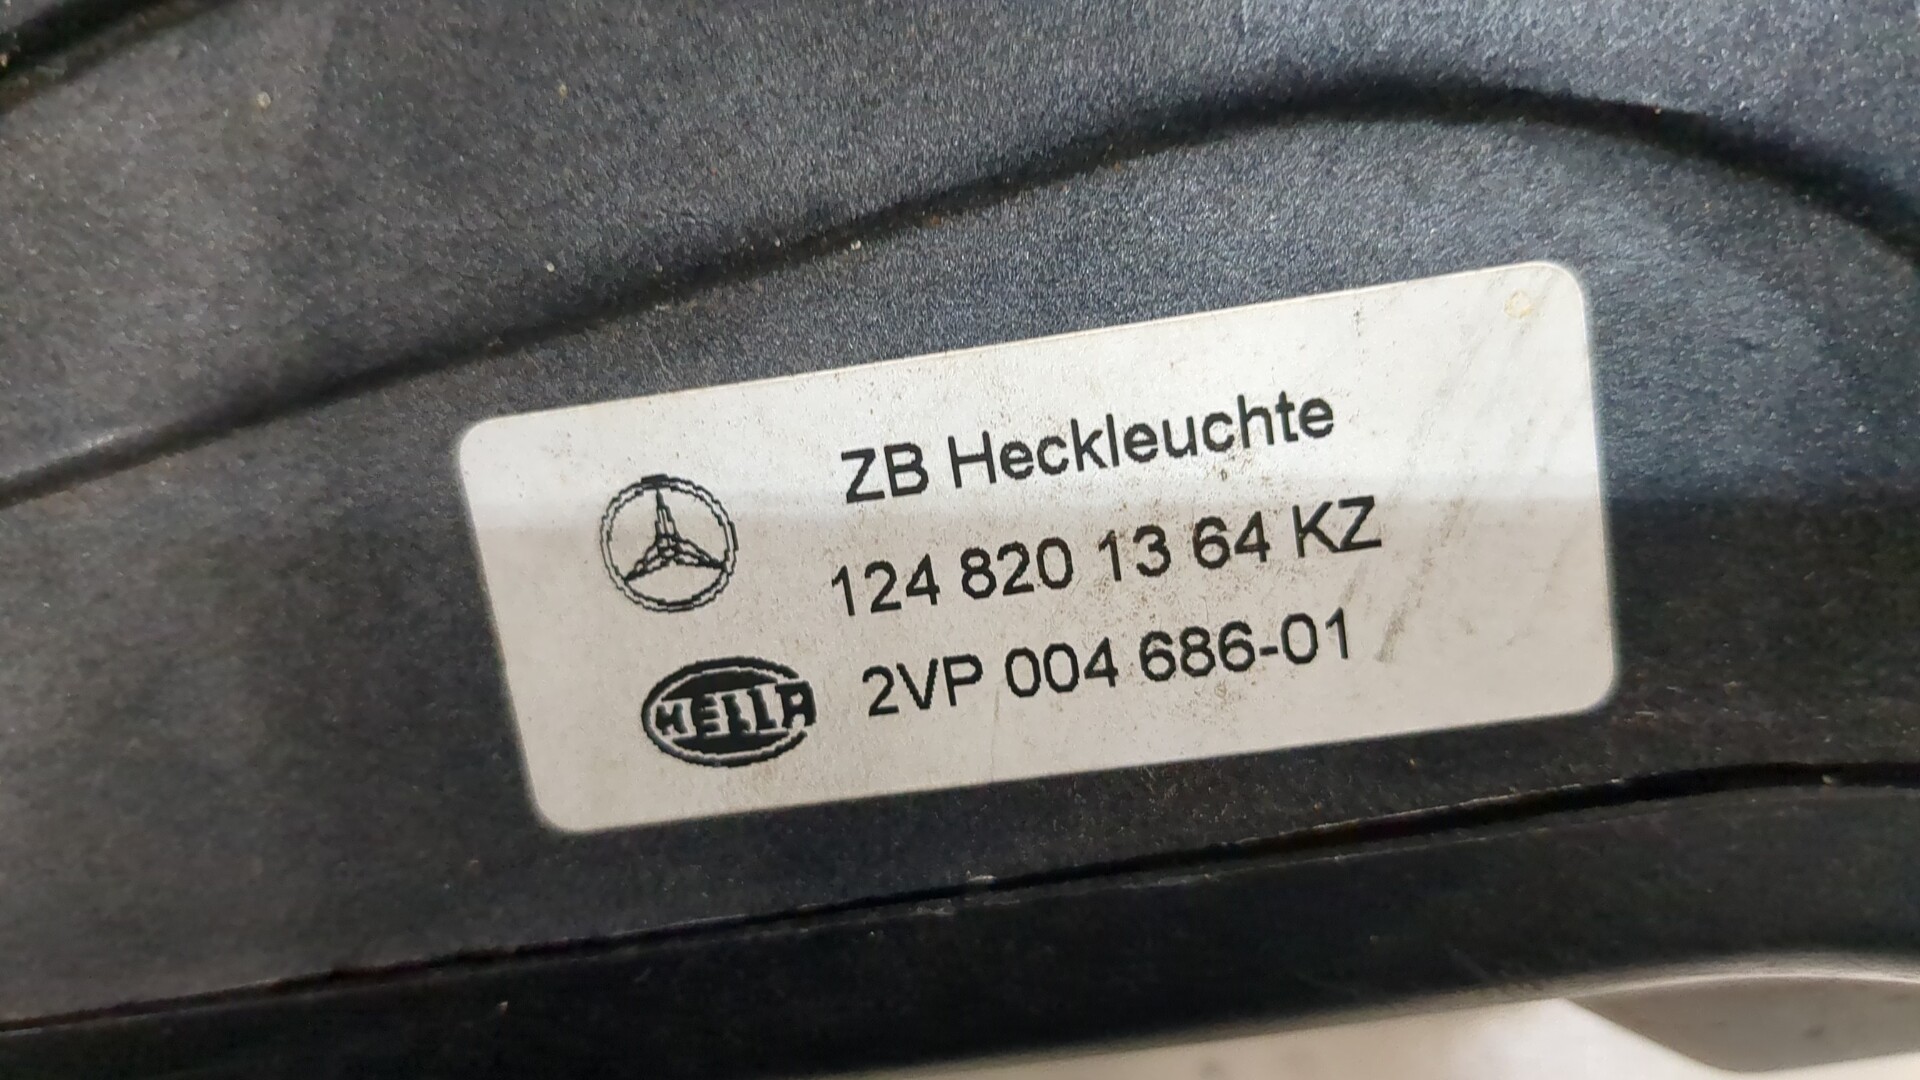 ZB Heckleuchte
124 820 13 64 KZ
HELLA 2VP 004 686-01